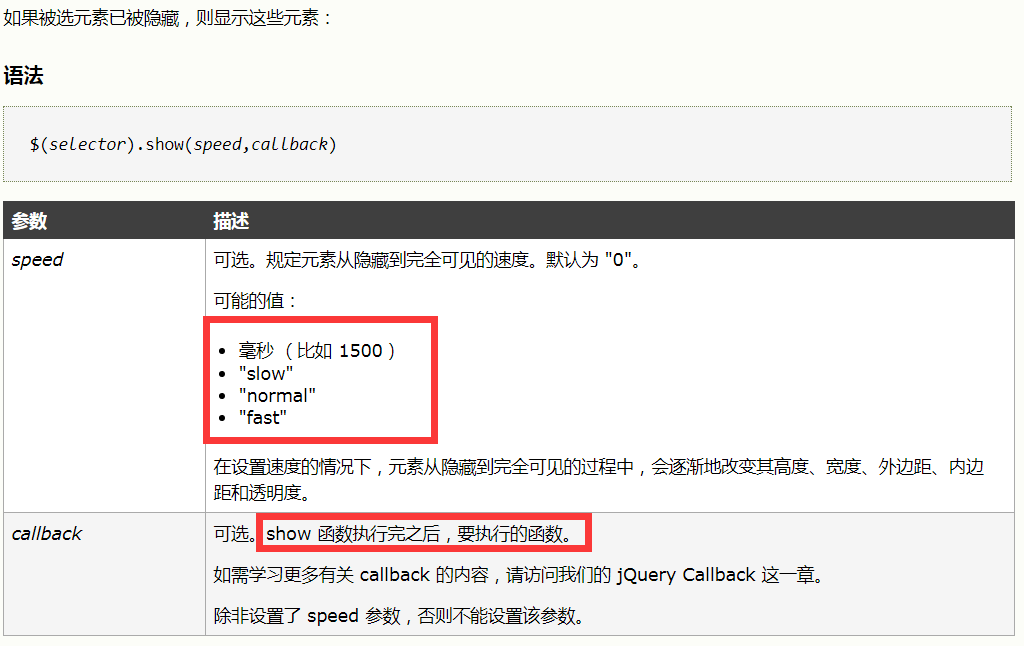 如果被选元素已被隐藏，则显示这些元素：
语法
$(selector).show(speed,callback)
参数 描述
speed 可选。规定元素从隐藏到完全可见的速度。默认为 "0"。
可能的值：
• 毫秒 （比如 1500 ）
• "slow"
• "normal"
• "fast"
在设置速度的情况下，元素从隐藏到完全可见的过程中，会逐渐地改变其高度、宽度、外边距、内边
距和透明度。
callback 可选。show 函数执行完之后，要执行的函数。
如需学习更多有关 callback 的内容，请访问我们的 jQuery Callback 这一章。
除非设置了 speed 参数，否则不能设置该参数。